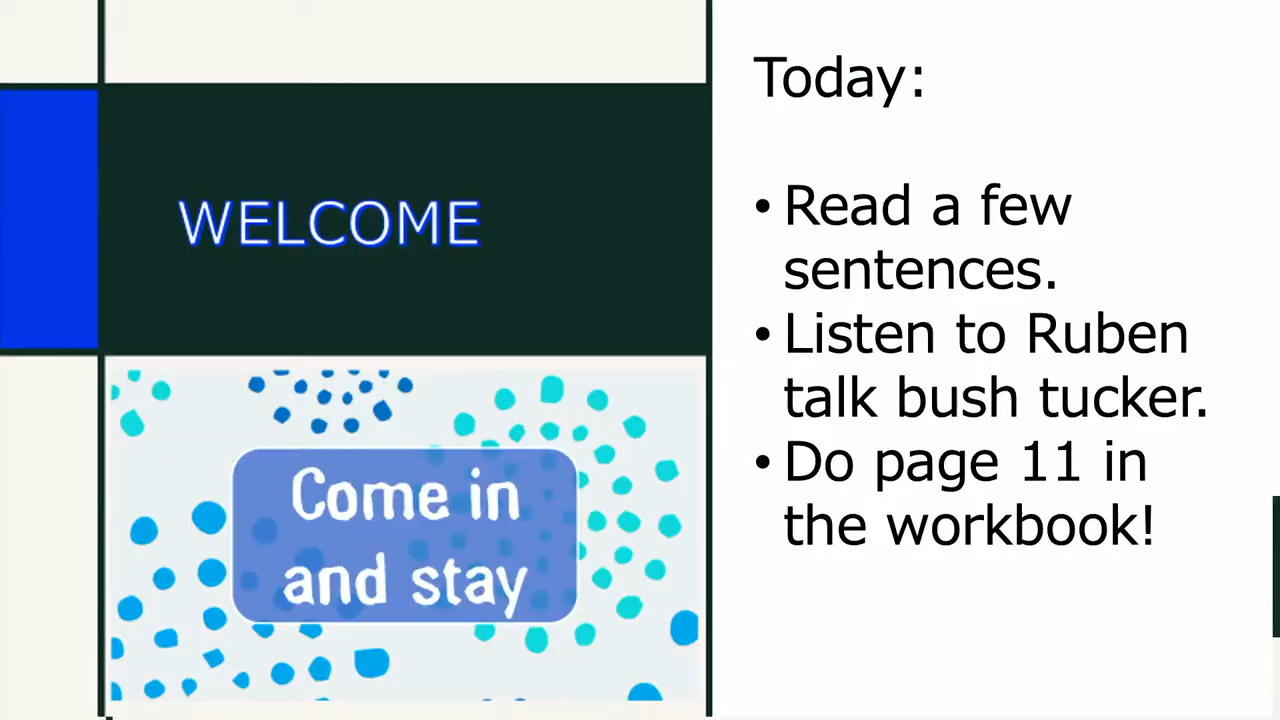 WELCOME
Come in
and stay
Today:
• Read a few
sentences.
• Listen to Ruben
talk bush tucker.
• Do page 11 in
the workbook!